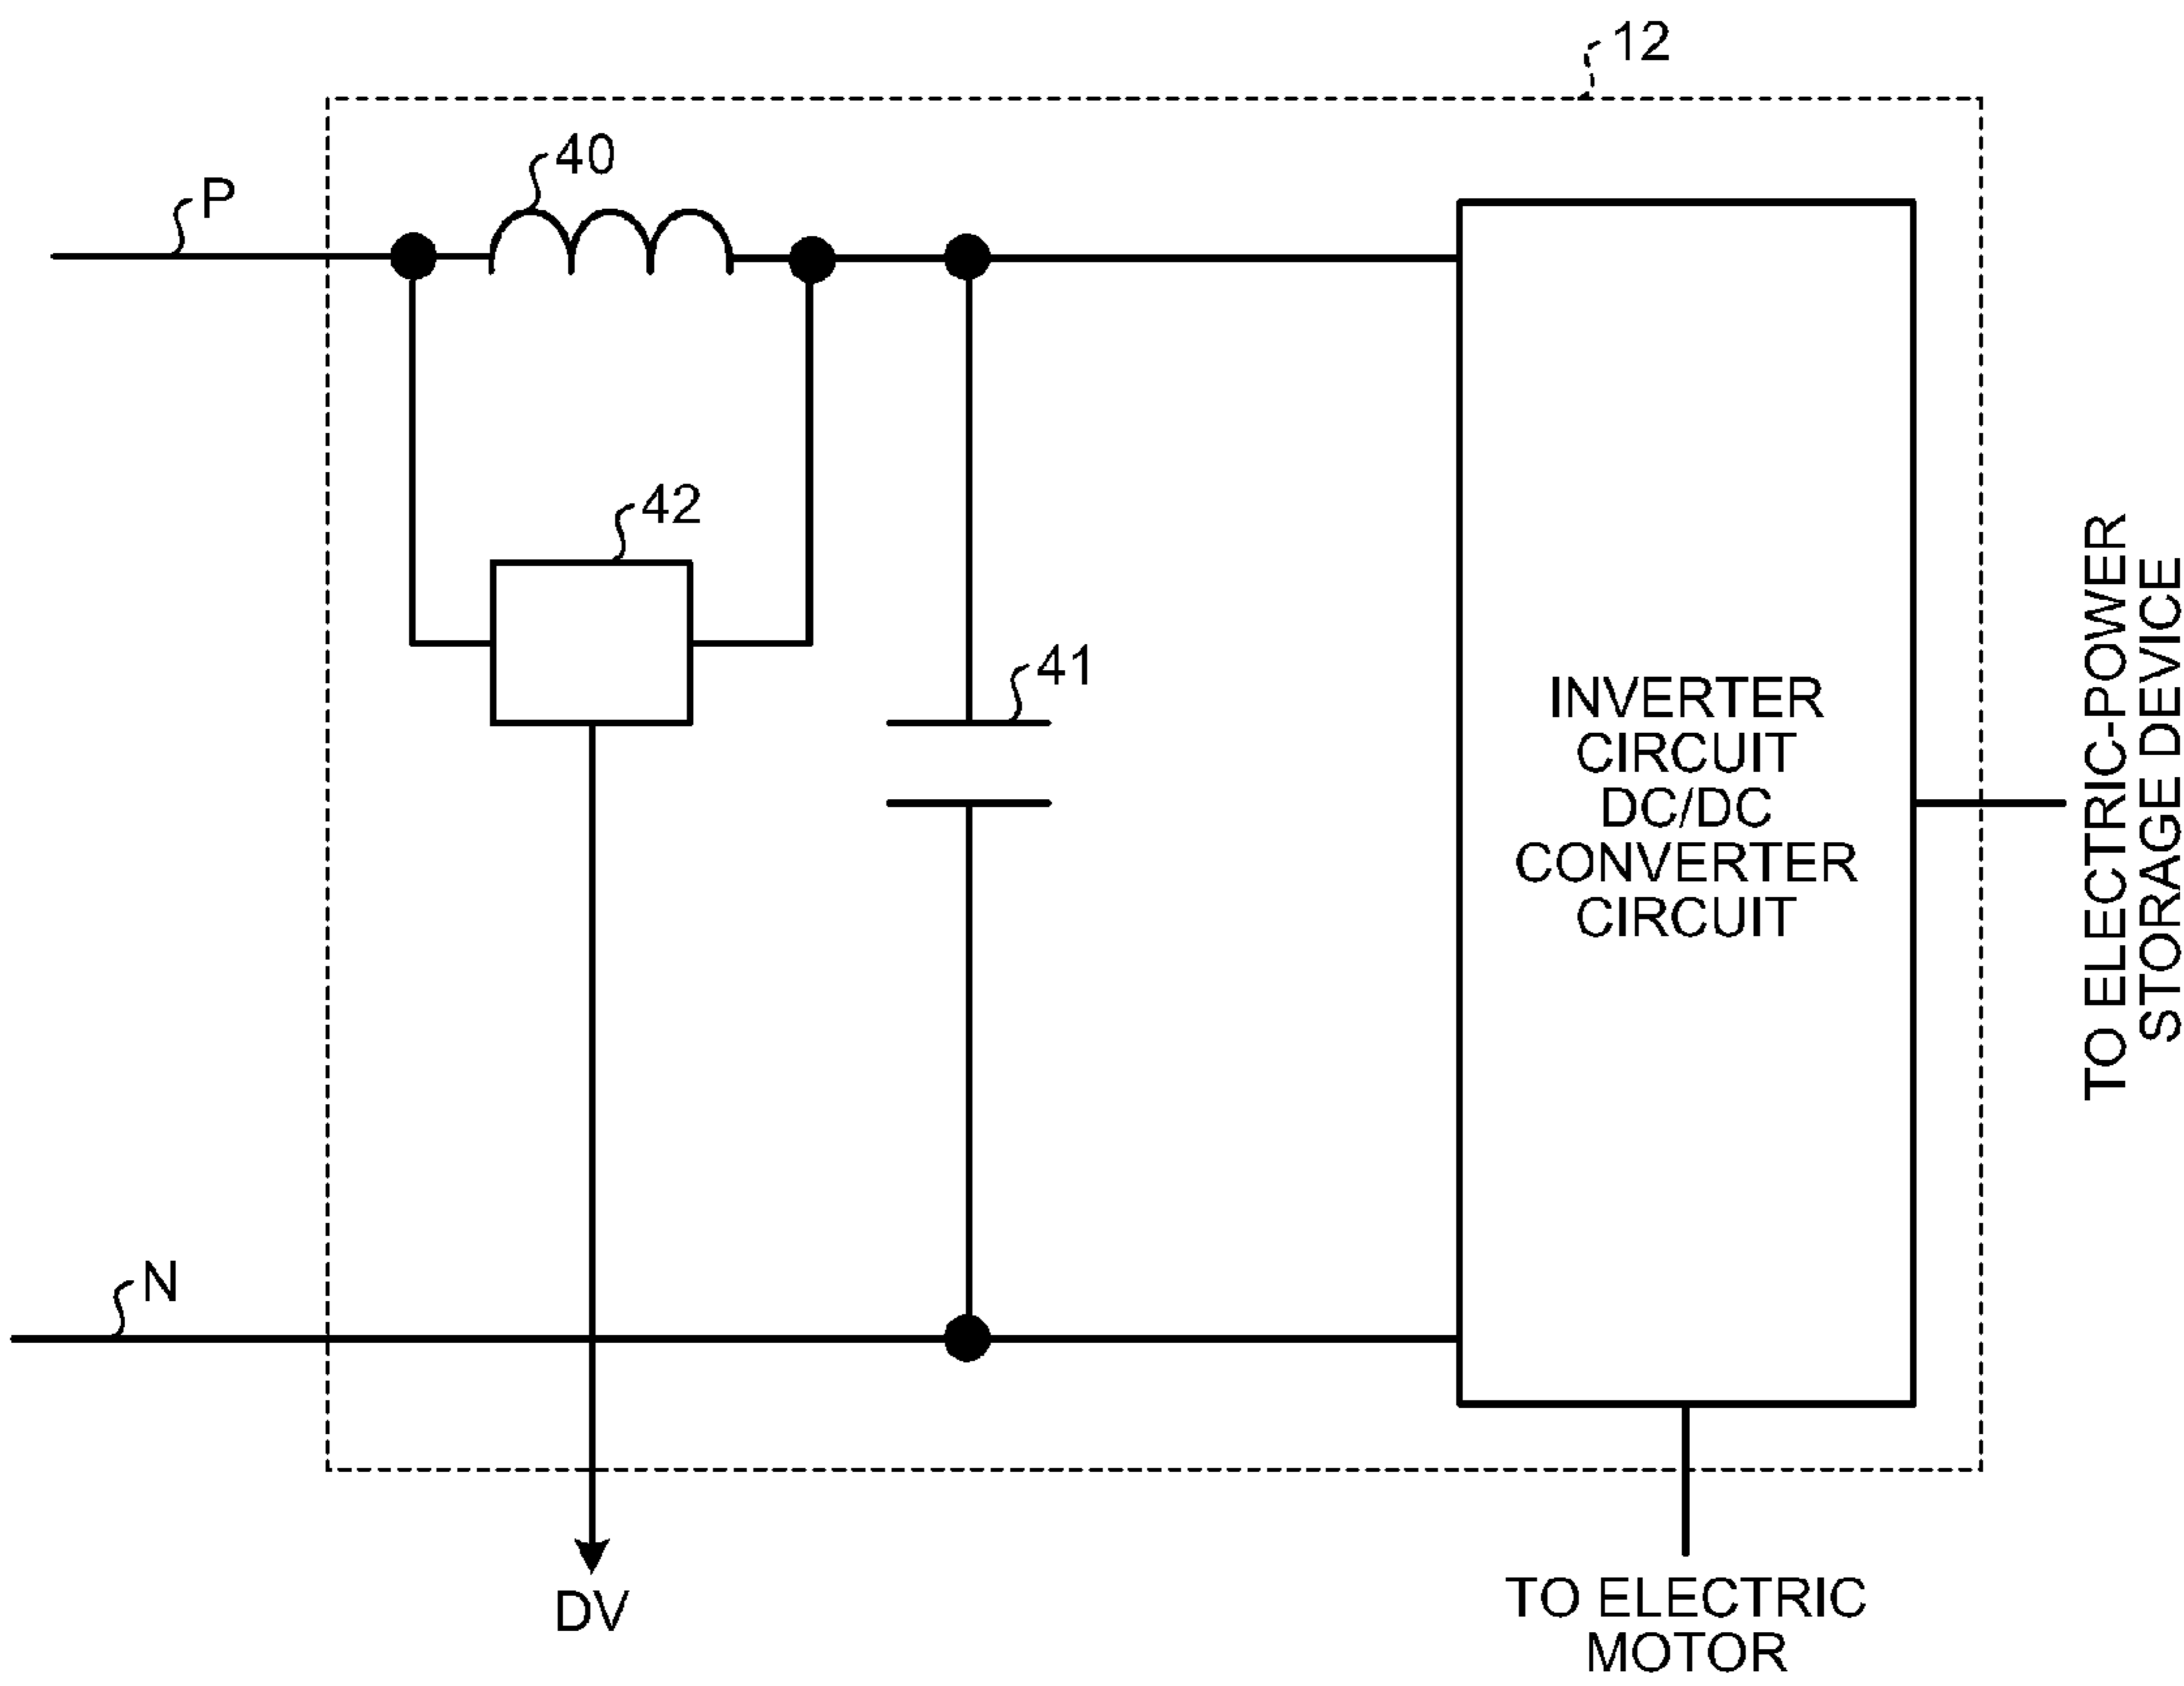 12
40
P
42
41
INVERTER
CIRCUIT
DC/DC
CONVERTER
CIRCUIT
TO ELECTRIC-POWER
STORAGE DEVICE
N
DV
TO ELECTRIC
MOTOR